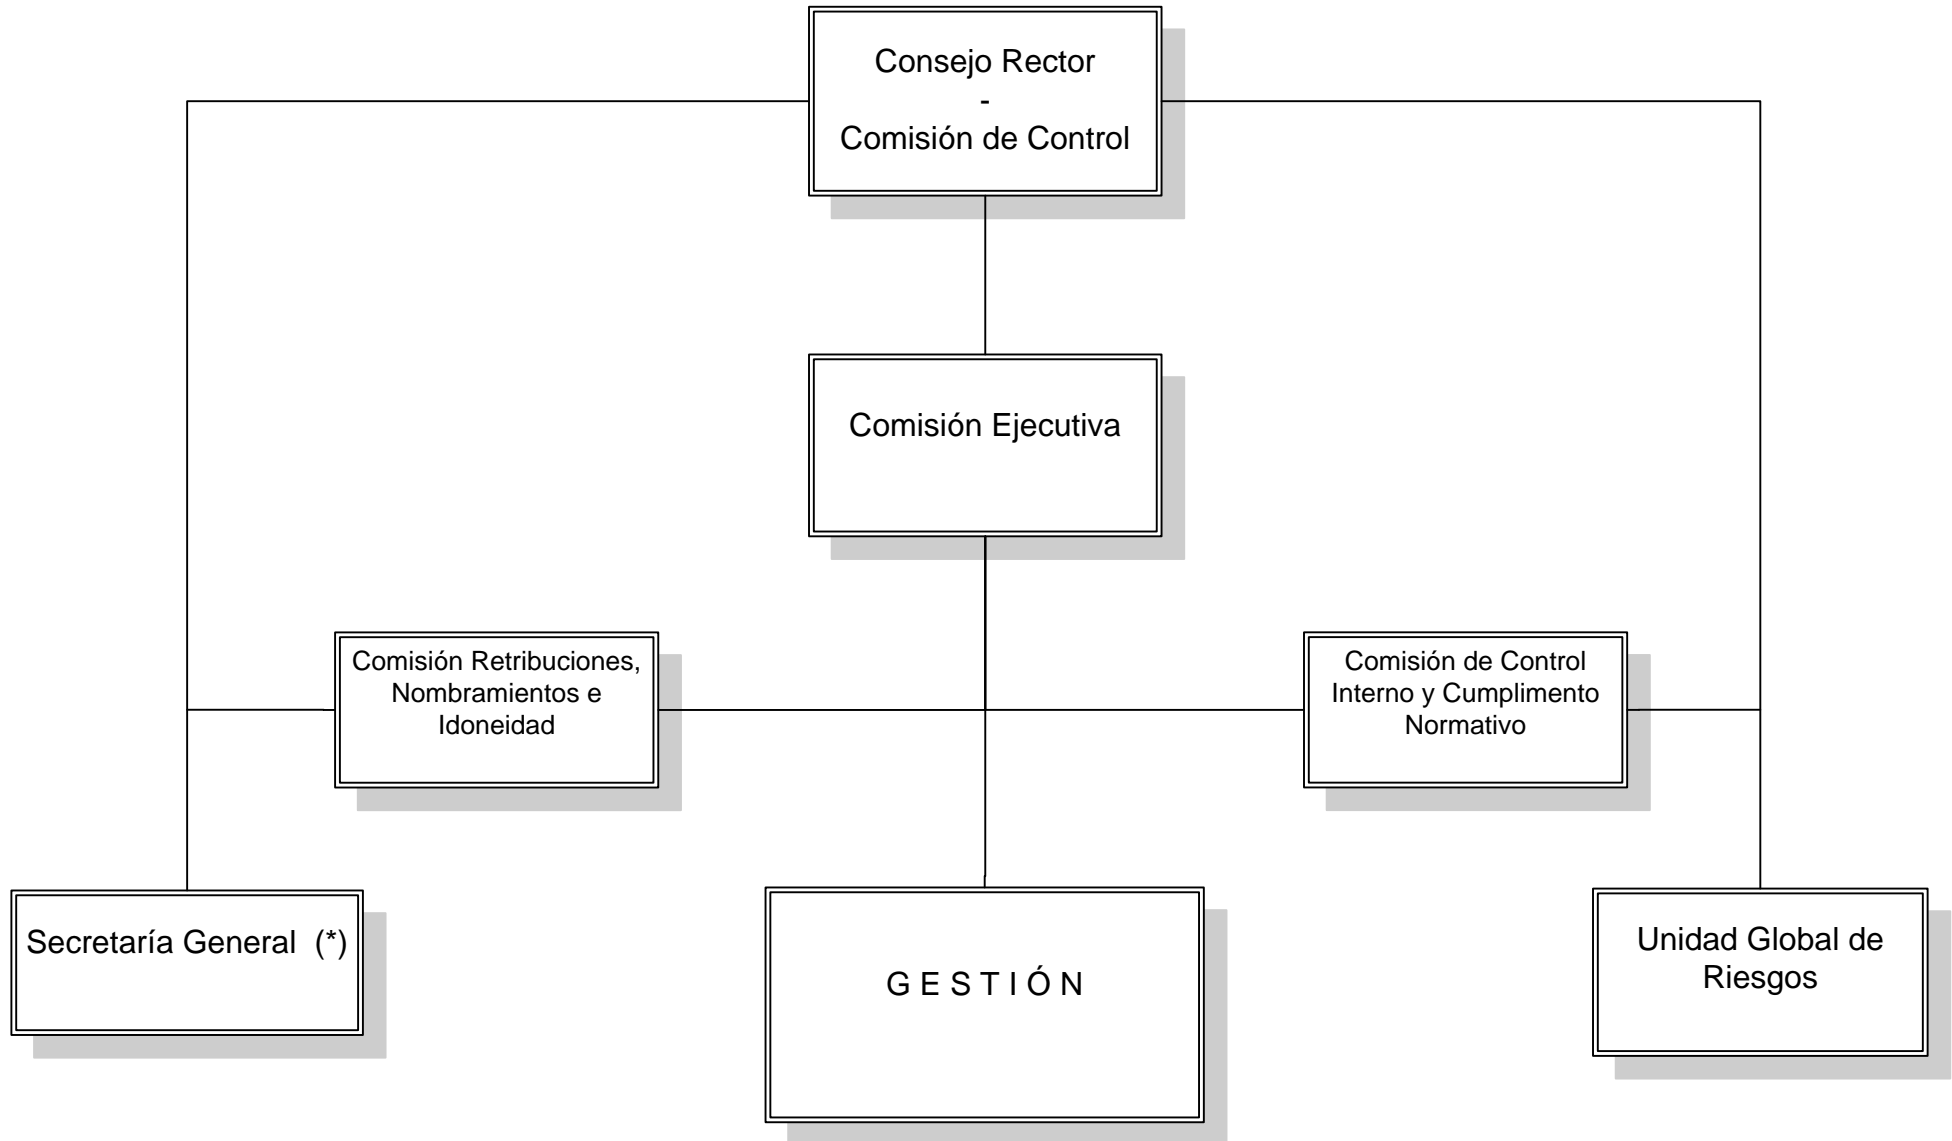 Consejo Rector
-
Comisión de Control
Comisión Ejecutiva
Comisión Retribuciones,
Nombramientos e
Idoneidad
Comisión de Control
Interno y Cumplimento
Normativo
Secretaría General  (*)
G E S T I Ó N
Unidad Global de
Riesgos